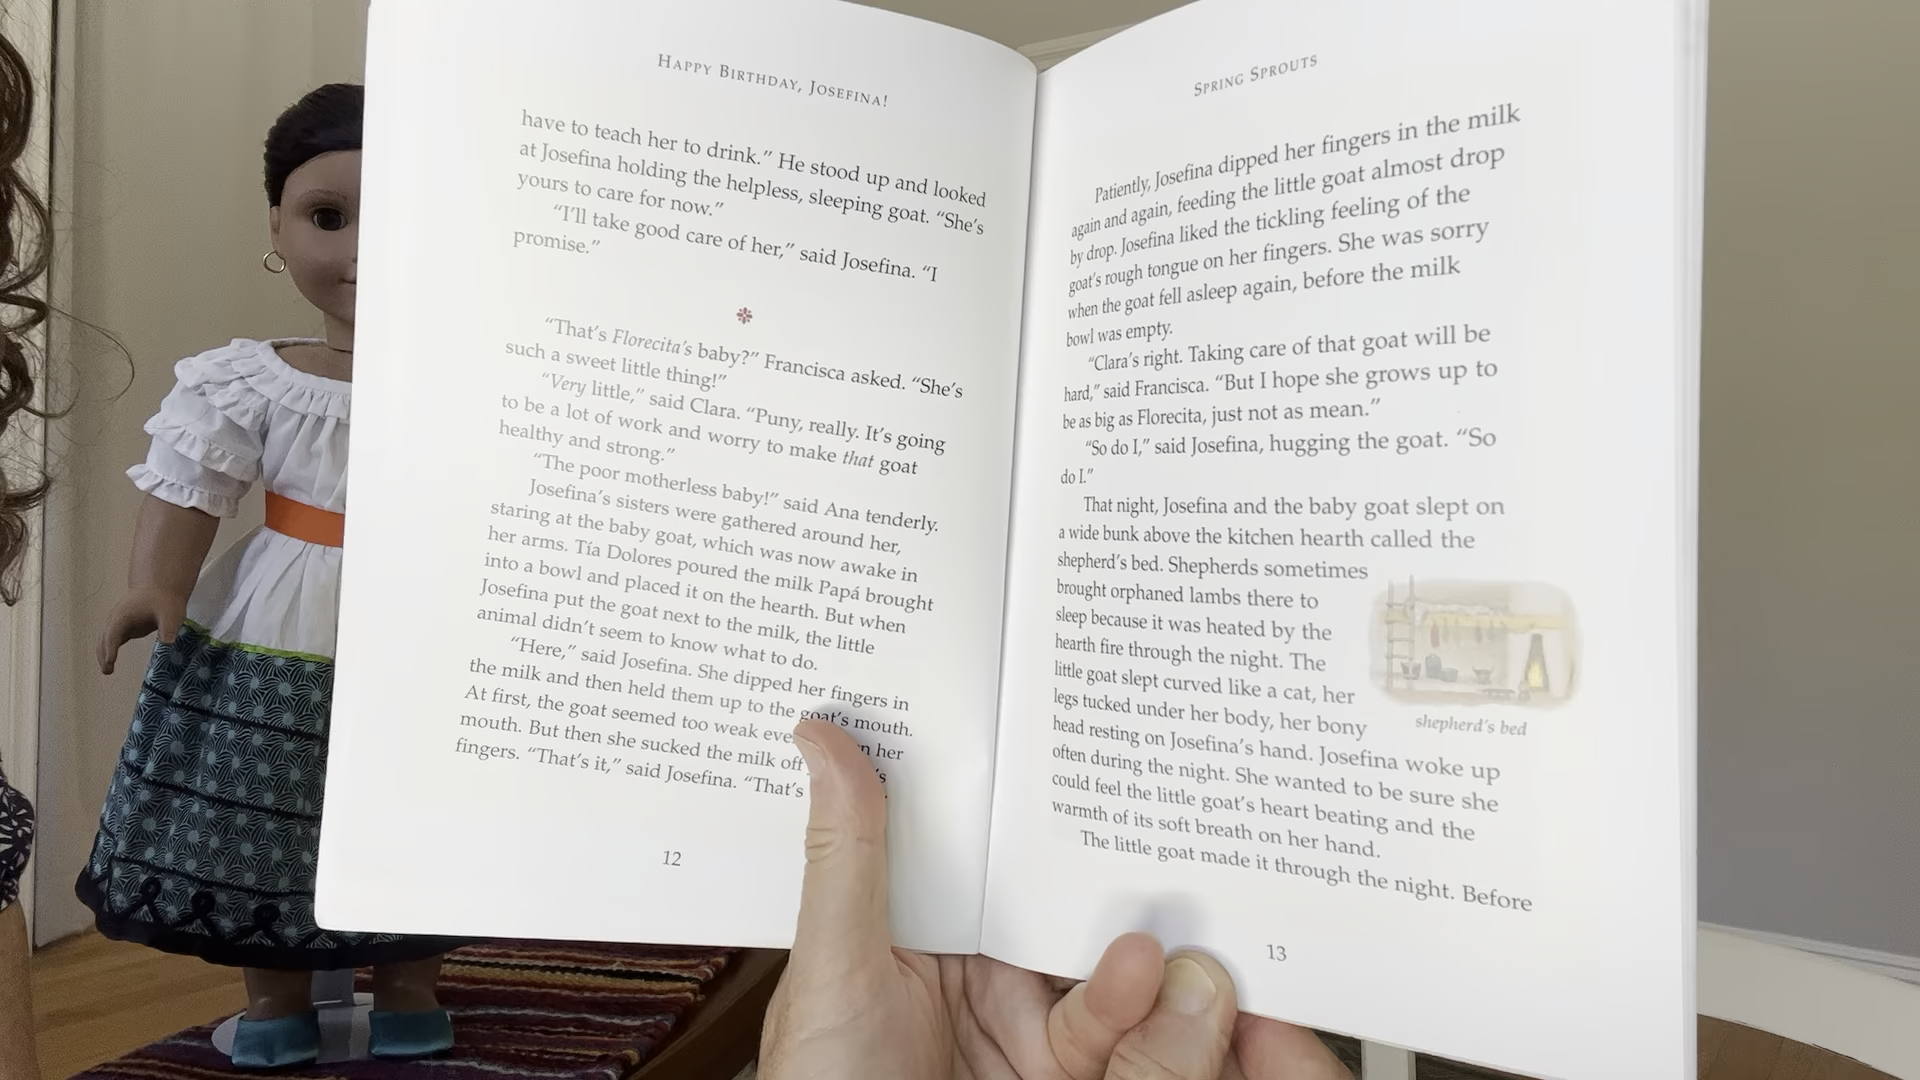 HAPPY BIRTHDAY, JOSEFINA!
have to teach her to drink.” He stood up and looked
at Josefina holding the helpless, sleeping goat. “She’s
yours to care for now.”
“I’ll take good care of her,” said Josefina. “I
promise.”
“That’s Florecita’s baby?” Francisca asked. “She’s
such a sweet little thing!”
“Very little,” said Clara. “Puny, really. It’s going
to be a lot of work and worry to make that goat
healthy and strong.”
“The poor motherless baby!” said Ana tenderly.
Josefina’s sisters were gathered around her,
staring at the baby goat, which was now awake in
her arms. Tía Dolores poured the milk Papá brought
into a bowl and placed it on the hearth. But when
Josefina put the goat next to the milk, the little
animal didn’t seem to know what to do.
“Here,” said Josefina. She dipped her fingers in
the milk and then held them up to the goat’s mouth.
At first, the goat seemed too weak her
mouth. But then she sucked the milk off
fingers. “That’s it,” said Josefina. “That’s
12
SPRING SPROUTS
Patiently, Josefina dipped her fingers in the milk
again and again, feeding the little goat almost drop
by drop. Josefina liked the tickling feeling of the
goat’s rough tongue on her fingers. She was sorry
when the goat fell asleep again, before the milk
bowl was empty.
“Clara’s right. Taking care of that goat will be
hard,” said Francisca. “But I hope she grows up to
be as big as Florecita, just not as mean.”
“So do I,” said Josefina, hugging the goat. “So
do I.”
That night, Josefina and the baby goat slept on
a wide bunk above the kitchen hearth called the
shepherd’s bed. Shepherds sometimes
brought orphaned lambs there to
sleep because it was heated by the
hearth fire through the night. The
little goat slept curved like a cat, her
legs tucked under her body, her bony
head resting on Josefina’s hand. Josefina woke up
often during the night. She wanted to be sure she
could feel the little goat’s heart beating and the
warmth of its soft breath on her hand.
The little goat made it through the night. Before
shepherd’s bed
13